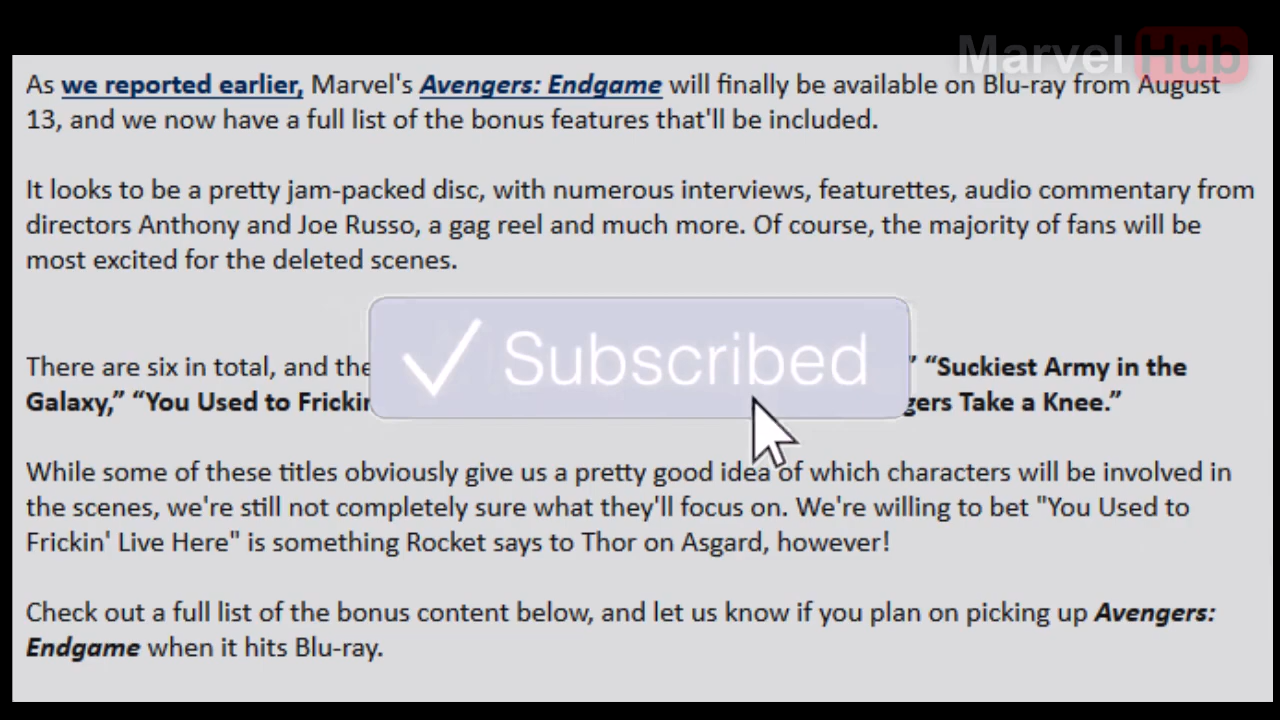 Marvel Hub
As we reported earlier, Marvel's Avengers: Endgame will finally be available on Blu-ray from August
13, and we now have a full list of the bonus features that'll be included.
It looks to be a pretty jam-packed disc, with numerous interviews, featurettes, audio commentary from
directors Anthony and Joe Russo, a gag reel and much more. Of course, the majority of fans will be
most excited for the deleted scenes.
There are six in total, and ” “Suckiest Army in the
Galaxy,” “You Used to Take a Knee.”
✓ Subscribed
While some of these titles obviously give us a pretty good idea of which characters will be involved in
the scenes, we're still not completely sure what they'll focus on. We're willing to bet "You Used to
Frickin' Live Here" is something Rocket says to Thor on Asgard, however!
Check out a full list of the bonus content below, and let us know if you plan on picking up Avengers:
Endgame when it hits Blu-ray.